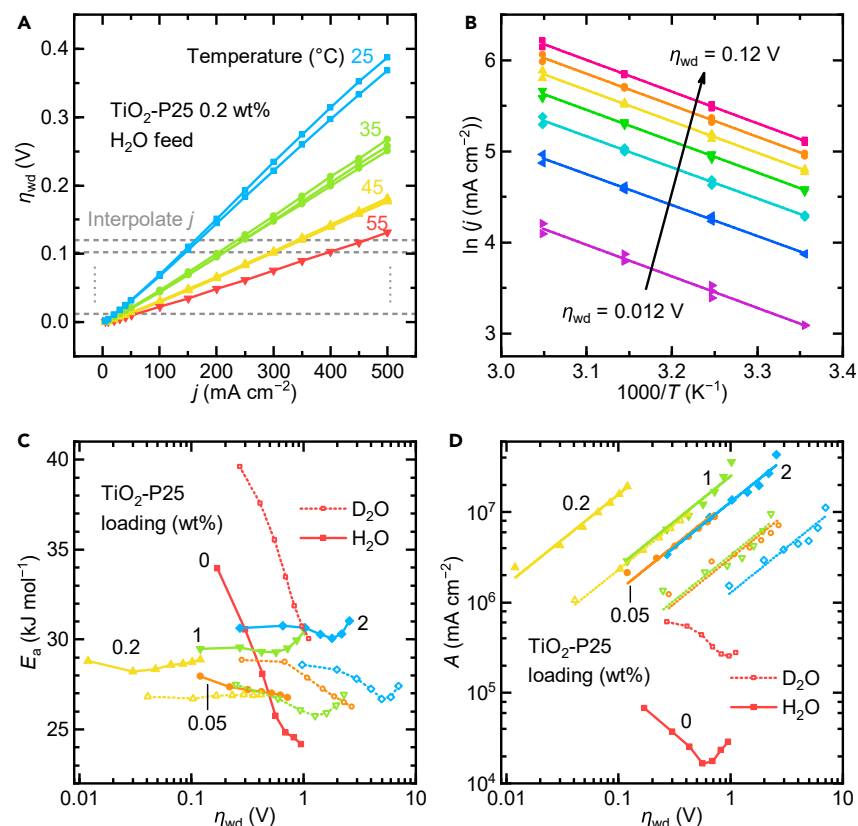 A
Temperature (°C) 25
TiO₂-P25 0.2 wt%
H₂O feed
35
45
55
Interpolate j
0.4
0.3
0.2
0.1
0.0
ηwd (V)
0 50 100 150 200 250 300 350 400 450 500
j (mA cm⁻²)
B
ηwd = 0.12 V
ηwd = 0.012 V
6
5
4
3
ln (j (mA cm⁻²))
3.0 3.1 3.2 3.3 3.4
1000/T (K⁻¹)
C
TiO₂-P25
loading (wt%)
D₂O
H₂O
0
0.2
1
2
0.05
40
35
30
25
Eₐ (kJ mol⁻¹)
0.01 0.1 1 10
ηwd (V)
D
0.2
1
2
0.05
TiO₂-P25
loading (wt%)
D₂O
H₂O
0
10⁷
10⁶
10⁵
10⁴
A (mA cm⁻²)
0.01 0.1 1 10
ηwd (V)